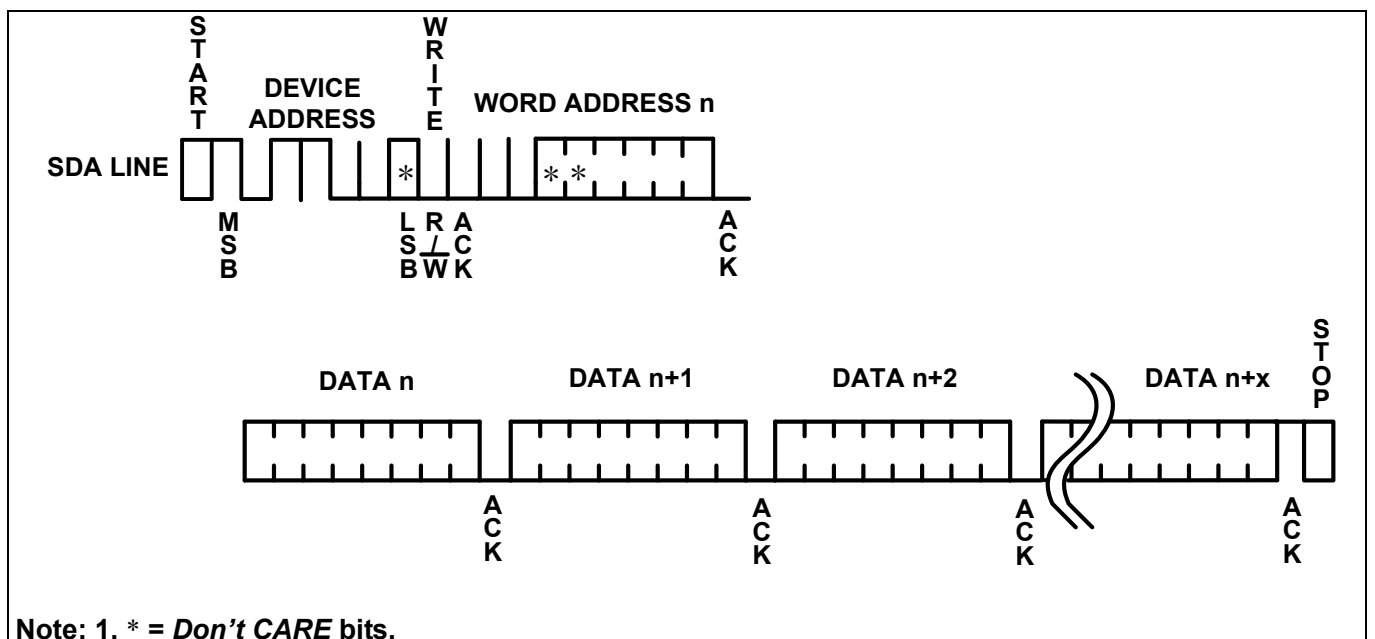 START
WRITE
DEVICE
ADDRESS
WORD ADDRESS n
SDA LINE
*
* *
MSB
LSB
R/W
ACK
ACK
STOP
DATA n
DATA n+1
DATA n+2
DATA n+x
ACK
ACK
ACK
ACK
Note: 1. * = Don't CARE bits.